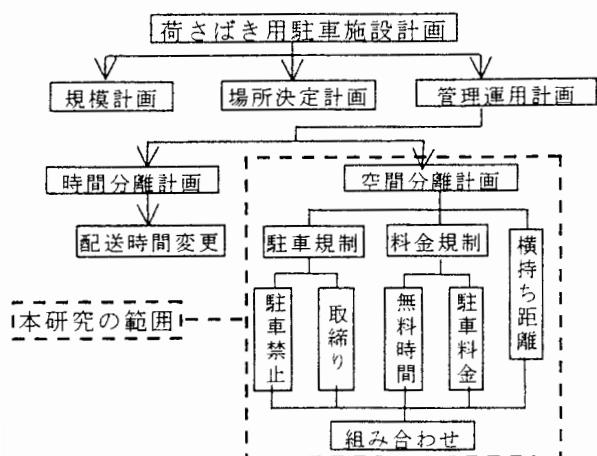 荷さばき用駐車施設計画
規模計画
場所決定計画
管理運用計画
時間分離計画
空間分離計画
配送時間変更
駐車規制
料金規制
横持ち距離
本研究の範囲
駐車禁止
取締り
無料時間
駐車料金
組み合わせ